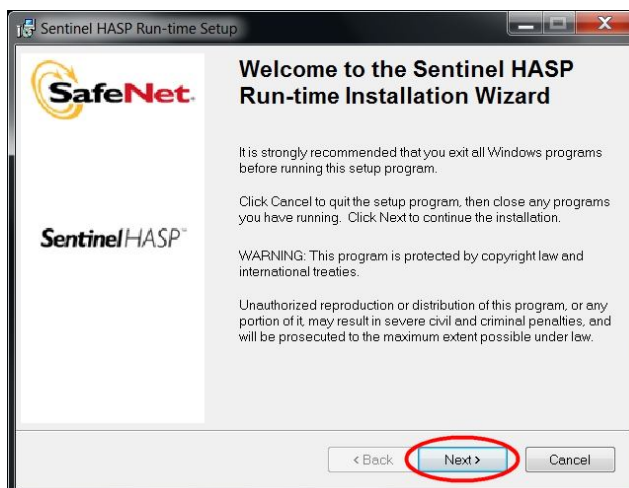 Sentinel HASP Run-time Setup
SafeNet.
Sentinel HASP™
Welcome to the Sentinel HASP
Run-time Installation Wizard
It is strongly recommended that you exit all Windows programs
before running this setup program.
Click Cancel to quit the setup program, then close any programs
you have running. Click Next to continue the installation.
WARNING: This program is protected by copyright law and
international treaties.
Unauthorized reproduction or distribution of this program, or any
portion of it, may result in severe civil and criminal penalties, and
will be prosecuted to the maximum extent possible under law.
< Back Next > Cancel